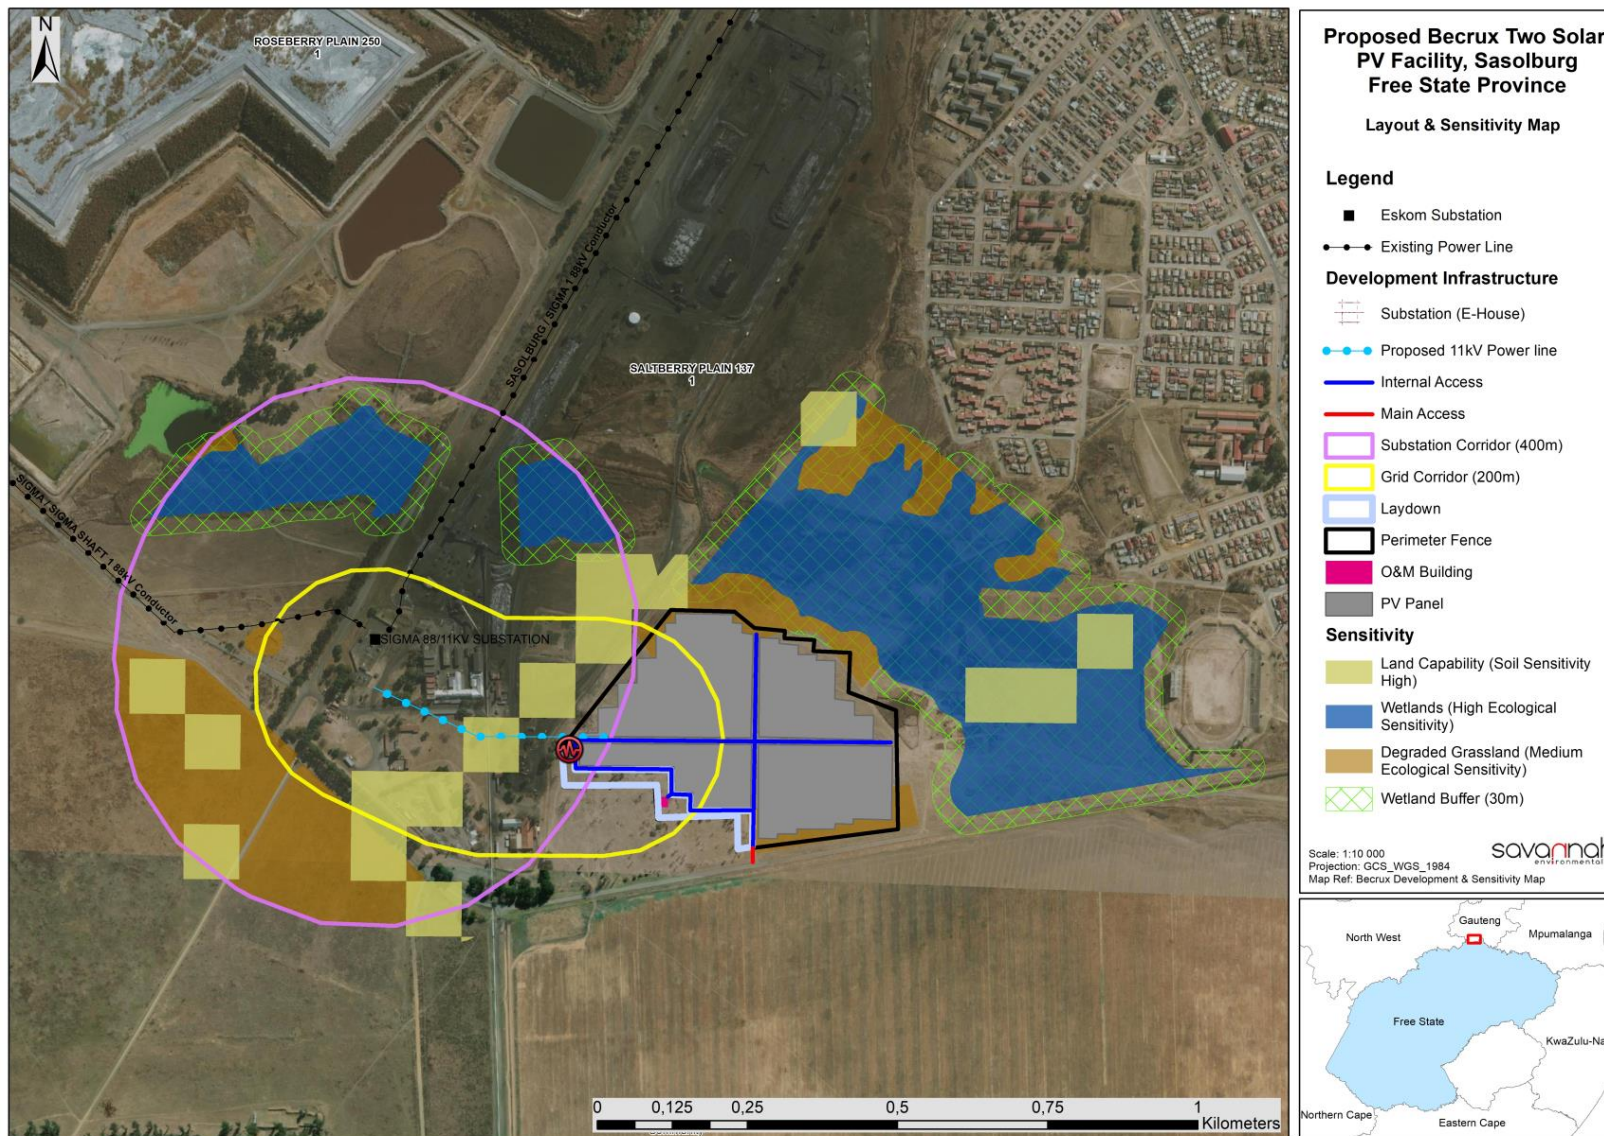 N
ROSEBERRY PLAIN 250
1
SASOLBURG / SIGMA 1 88kV Conductor
SALTBERRY PLAIN 137
1
SIGMA / SIGMA SHAFT 1 88kV Conductor
SIGMA 88/11KV SUBSTATION
0 0,125 0,25 0,5 0,75 1
Kilometers
Proposed Becrux Two Solar
PV Facility, Sasolburg
Free State Province
Layout & Sensitivity Map
Legend
Eskom Substation
Existing Power Line
Development Infrastructure
Substation (E-House)
Proposed 11kV Power line
Internal Access
Main Access
Substation Corridor (400m)
Grid Corridor (200m)
Laydown
Perimeter Fence
O&M Building
PV Panel
Sensitivity
Land Capability (Soil Sensitivity
High)
Wetlands (High Ecological
Sensitivity)
Degraded Grassland (Medium
Ecological Sensitivity)
Wetland Buffer (30m)
savannah
environmental
Scale: 1:10 000
Projection: GCS_WGS_1984
Map Ref: Becrux Development & Sensitivity Map
Gauteng
North West
Mpumalanga
Free State
KwaZulu-Na
Northern Cape
Eastern Cape